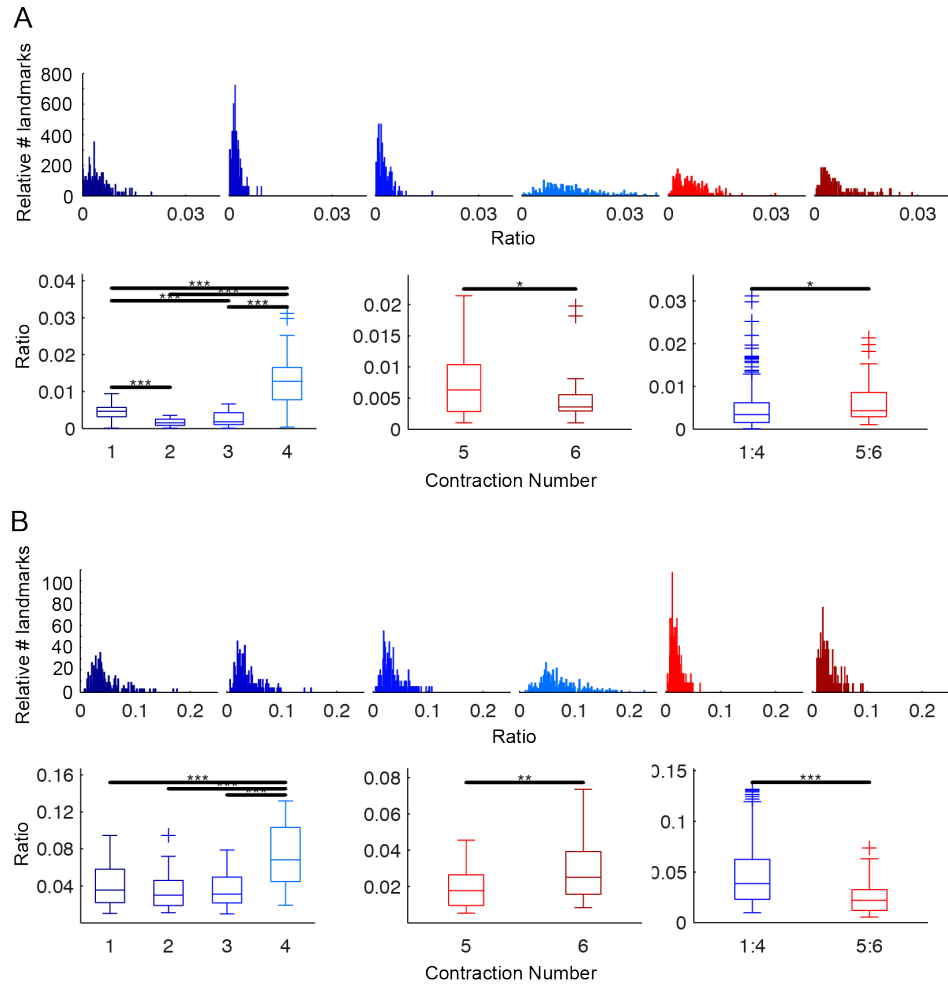 A
Relative # landmarks
800
600
400
200
0
0 0.03 0 0.03 0 0.03 0 0.03 0 0.03 0 0.03
Ratio
Ratio
0.04
0.03
0.02
0.01
0
*** *** *** *** ***
1 2 3 4
0.02
0.015
0.01
0.005
0
*
5 6
0.03
0.02
0.01
0
*
1:4 5:6
Contraction Number
B
Relative # landmarks
100
80
60
40
20
0
0 0.1 0.2 0 0.1 0.2 0 0.1 0.2 0 0.1 0.2 0 0.1 0.2 0 0.1 0.2
Ratio
Ratio
0.16
0.12
0.08
0.04
*** *** ***
1 2 3 4
0.08
0.06
0.04
0.02
**
5 6
0.15
0.1
0.05
0
***
1:4 5:6
Contraction Number